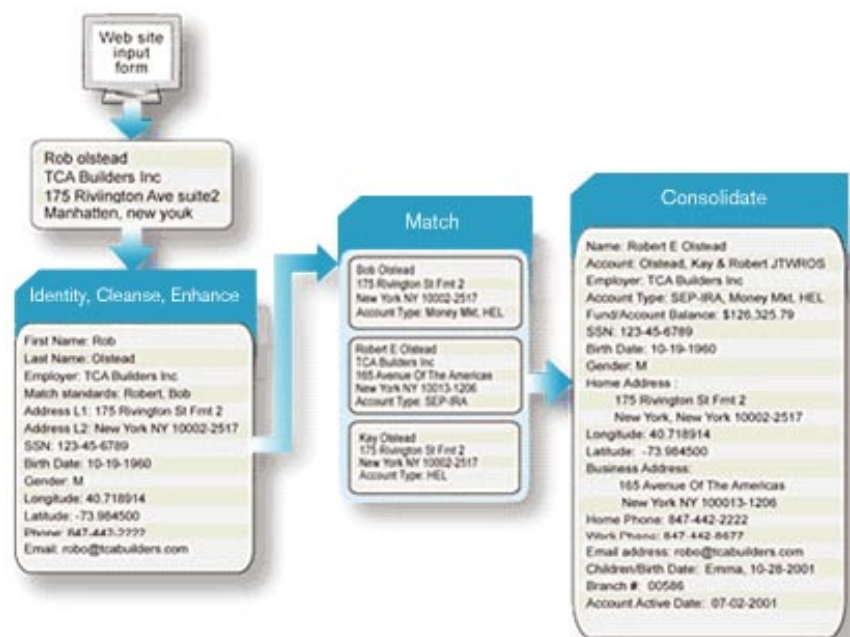 Web site
input
form
Rob olstead
TCA Builders Inc
175 Riviington Ave suite2
Manhatten, new youk
Identity, Cleanse, Enhance
First Name: Rob
Last Name: Olstead
Employer: TCA Builders Inc
Match standards: Robert, Bob
Address L1: 175 Rivington St Frnt 2
Address L2: New York NY 10002-2517
SSN: 123-45-6789
Birth Date: 10-19-1960
Gender: M
Longitude: 40.718914
Latitude: -73.984500
Phone: 847-442-2222
Email: robo@tcabuilders.com
Match
Bob Olstead
175 Rivington St Frnt 2
New York NY 10002-2517
Account Type: Money Mkt, HEL
Robert E Olstead
TCA Builders Inc
165 Avenue Of The Americas
New York NY 10013-1206
Account Type: SEP-IRA
Kay Olstead
175 Rivington St Frnt 2
New York NY 10002-2517
Account Type: HEL
Consolidate
Name: Robert E Olstead
Account: Olstead, Kay & Robert JTWROS
Employer: TCA Builders Inc
Account Type: SEP-IRA, Money Mkt, HEL
Fund/Account Balance: $126,325.79
SSN: 123-45-6789
Birth Date: 10-19-1960
Gender: M
Home Address :
175 Rivington St Frnt 2
New York, New York 10002-2517
Longitude: 40.718914
Latitude: -73.984500
Business Address:
165 Avenue Of The Americas
New York NY 100013-1206
Home Phone: 847-442-2222
Work Phone: 847-442-8677
Email address: robo@tcabuilders.com
Children/Birth Date: Emma, 10-28-2001
Branch #: 00586
Account Active Date: 07-02-2001